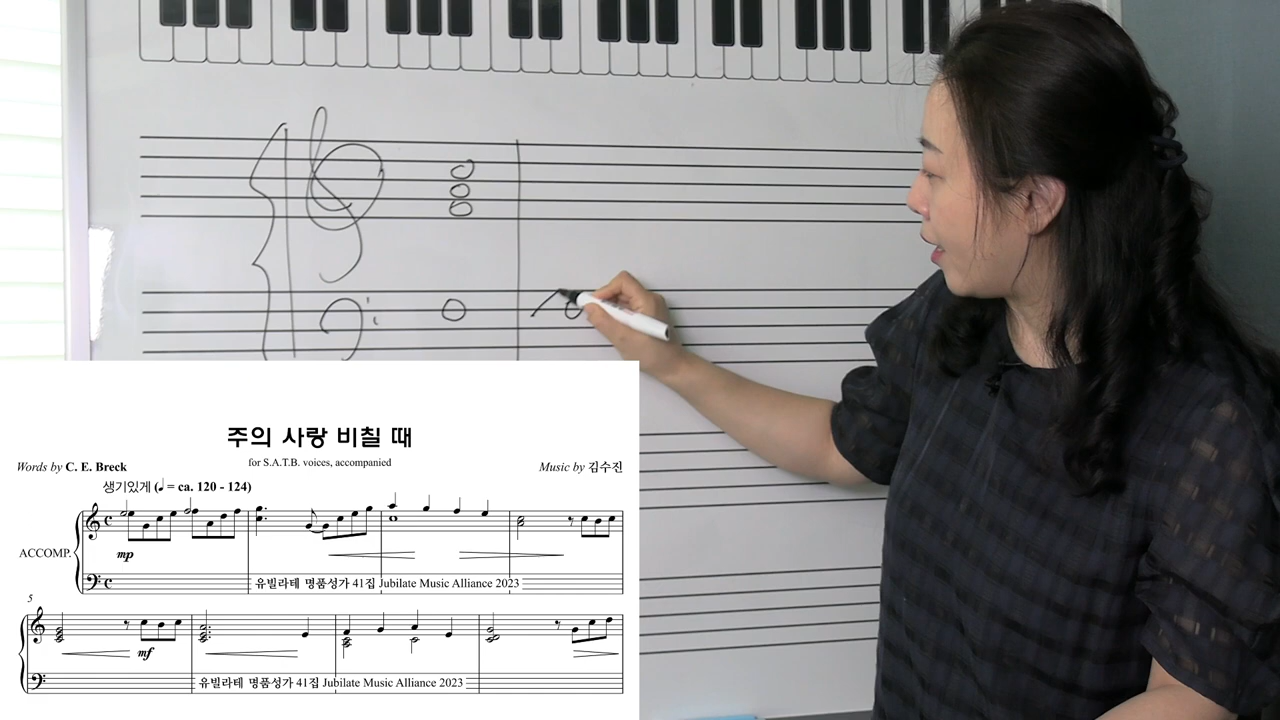 주의 사랑 비칠 때
for S.A.T.B. voices, accompanied
Words by C. E. Breck
Music by 김수진
생기있게 (♩ = ca. 120 - 124)
ACCOMP.
mp
유빌라테 명품성가 41집 Jubilate Music Alliance 2023
5
mf
유빌라테 명품성가 41집 Jubilate Music Alliance 2023